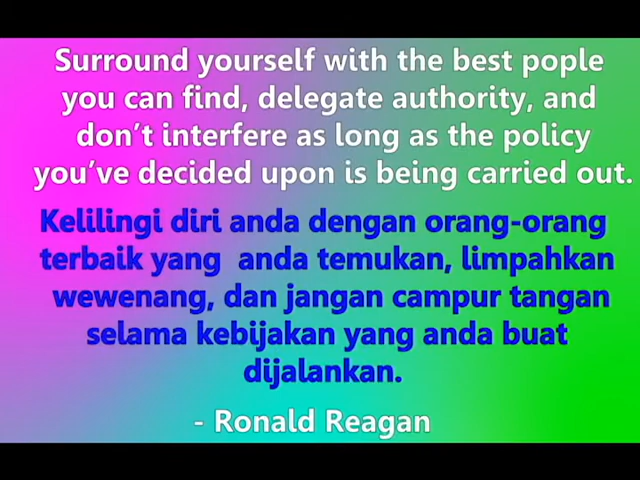 Surround yourself with the best pople
you can find, delegate authority, and
don’t interfere as long as the policy
you’ve decided upon is being carried out.
Kelilingi diri anda dengan orang-orang
terbaik yang  anda temukan, limpahkan
wewenang, dan jangan campur tangan
selama kebijakan yang anda buat
dijalankan.
- Ronald Reagan